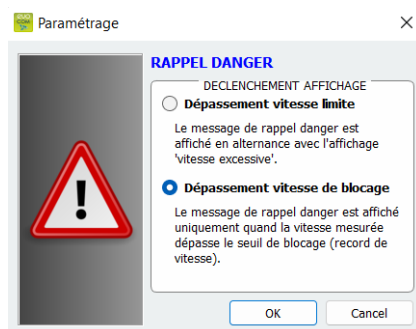 Paramétrage
RAPPEL DANGER
DECLENCHEMENT AFFICHAGE
Dépassement vitesse limite
Le message de rappel danger est
affiché en alternance avec l'affichage
'vitesse excessive'.
Dépassement vitesse de blocage
Le message de rappel danger est affiché
uniquement quand la vitesse mesurée
dépasse le seuil de blocage (record de
vitesse).
OK Cancel